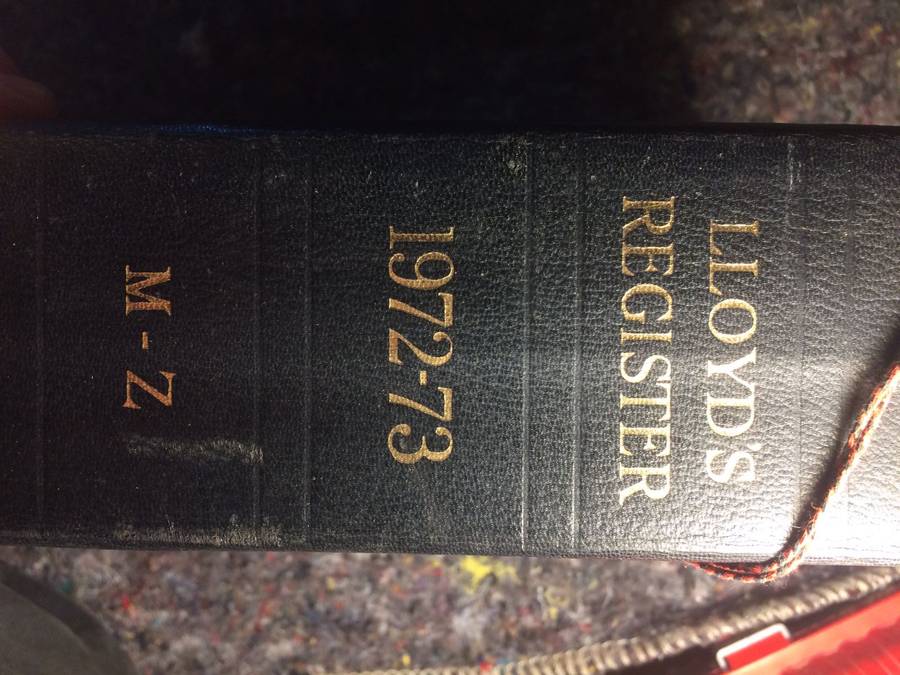 LLOYD'S
REGISTER
1972-73
M - Z